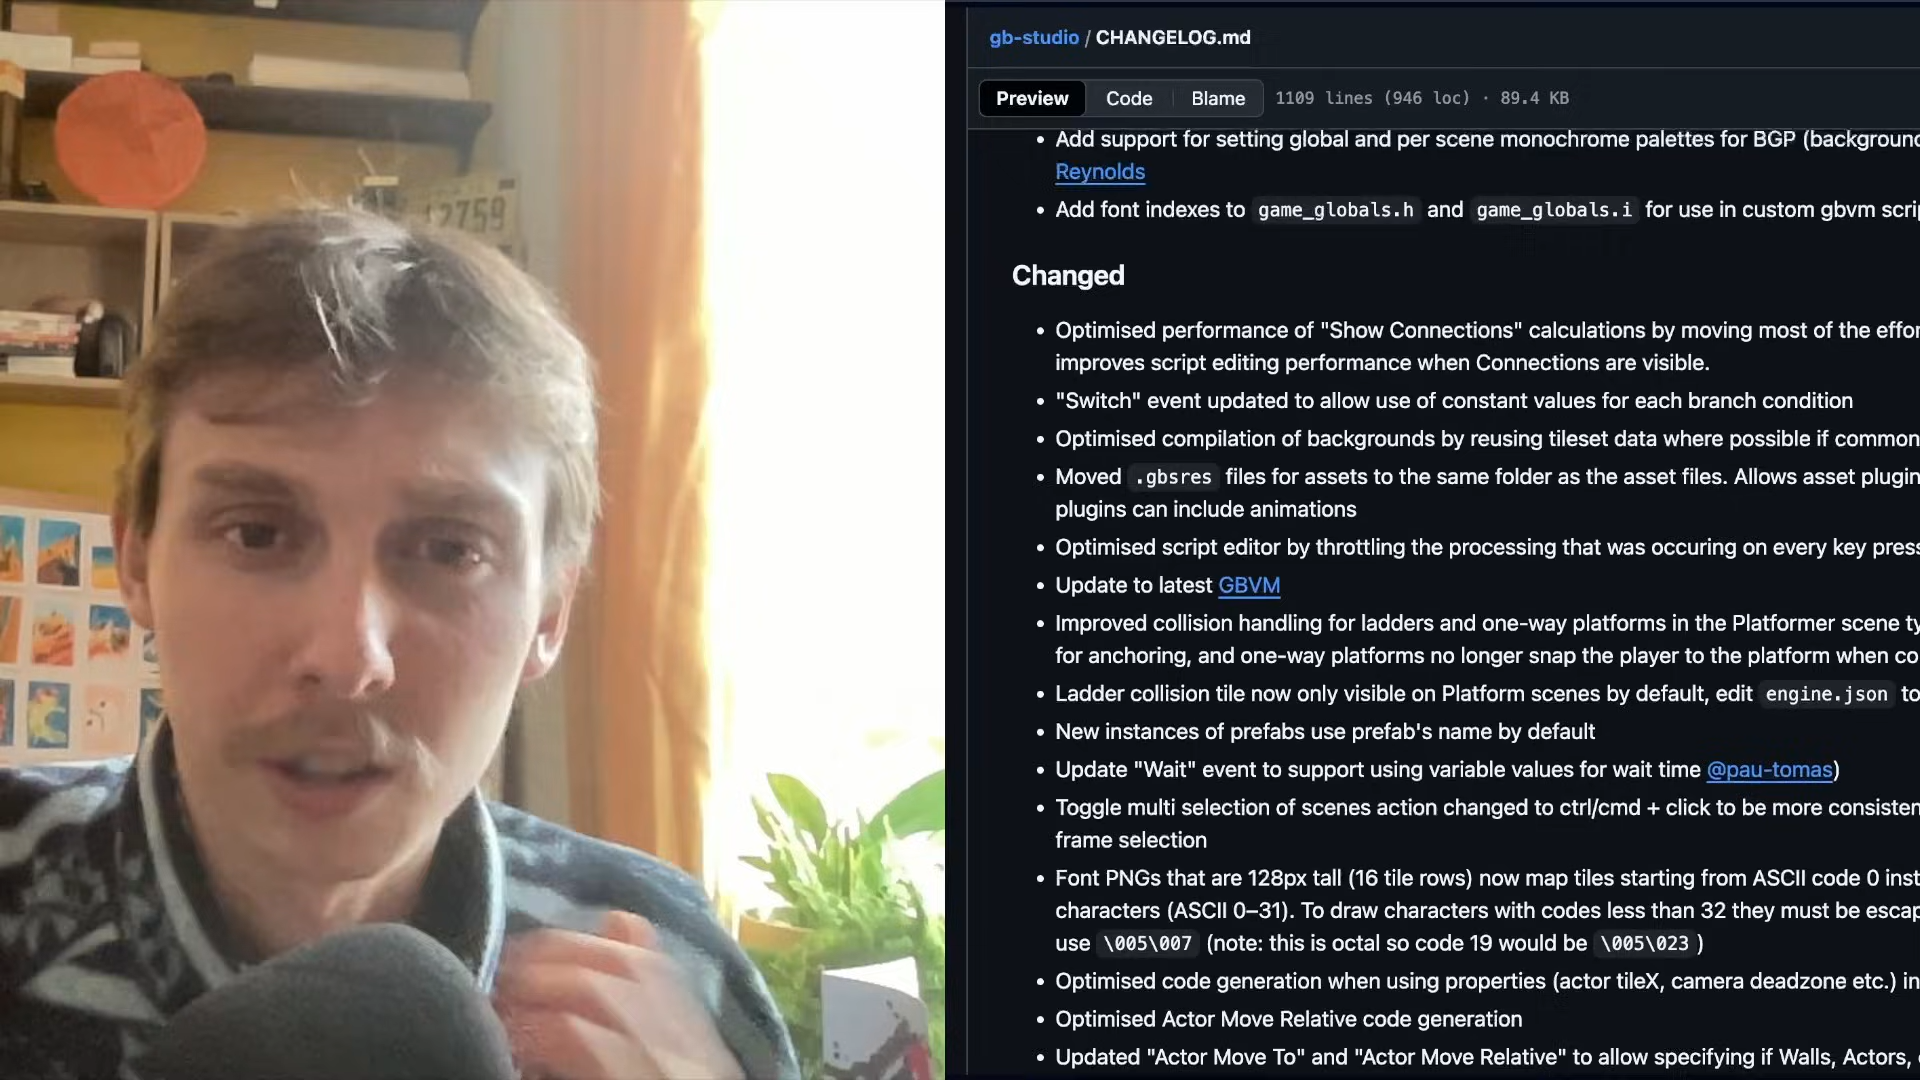 12759
gb-studio / CHANGELOG.md
Preview Code Blame 1109 lines (946 loc) · 89.4 KB
• Add support for setting global and per scene monochrome palettes for BGP (background
Reynolds
• Add font indexes to game_globals.h and game_globals.i for use in custom gbvm scrip
Changed
• Optimised performance of "Show Connections" calculations by moving most of the effor
improves script editing performance when Connections are visible.
• "Switch" event updated to allow use of constant values for each branch condition
• Optimised compilation of backgrounds by reusing tileset data where possible if common
• Moved .gbsres files for assets to the same folder as the asset files. Allows asset plugin
plugins can include animations
• Optimised script editor by throttling the processing that was occuring on every key press
• Update to latest GBVM
• Improved collision handling for ladders and one-way platforms in the Platformer scene ty
for anchoring, and one-way platforms no longer snap the player to the platform when co
• Ladder collision tile now only visible on Platform scenes by default, edit engine.json to
• New instances of prefabs use prefab's name by default
• Update "Wait" event to support using variable values for wait time @pau-tomas)
• Toggle multi selection of scenes action changed to ctrl/cmd + click to be more consisten
frame selection
• Font PNGs that are 128px tall (16 tile rows) now map tiles starting from ASCII code 0 inst
characters (ASCII 0–31). To draw characters with codes less than 32 they must be escap
use \005\007 (note: this is octal so code 19 would be \005\023 )
• Optimised code generation when using properties (actor tileX, camera deadzone etc.) in
• Optimised Actor Move Relative code generation
• Updated "Actor Move To" and "Actor Move Relative" to allow specifying if Walls, Actors,